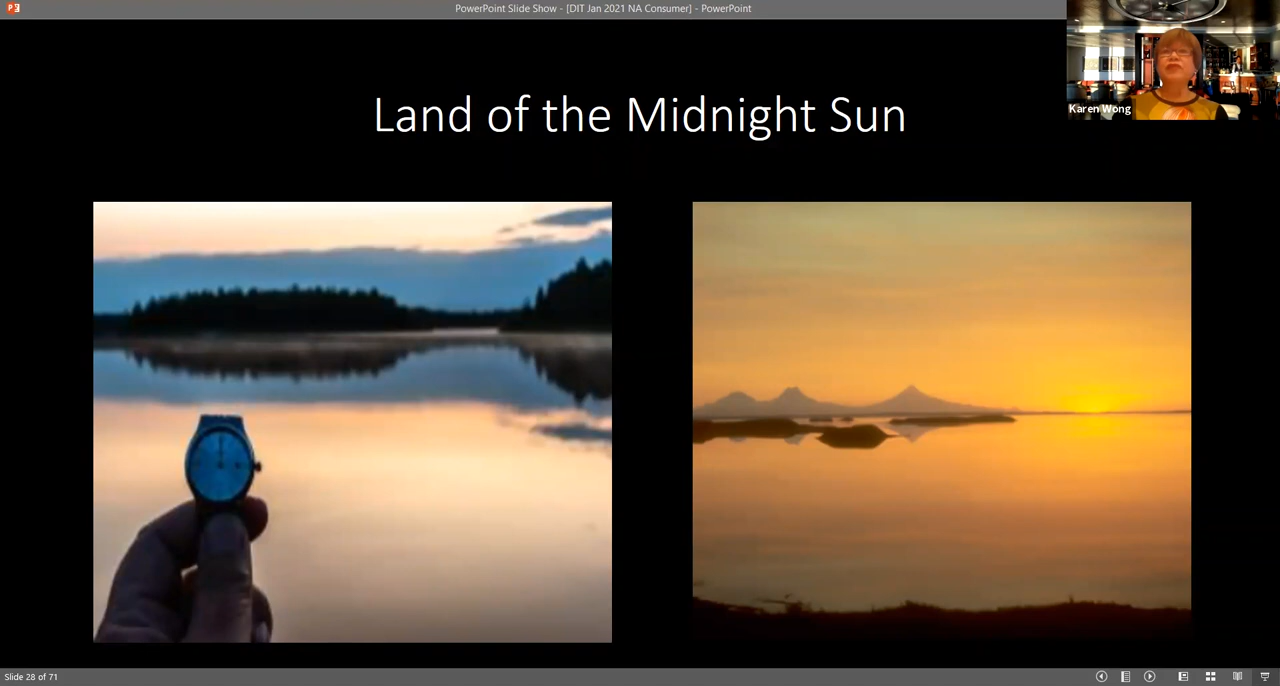 PowerPoint Slide Show - [DIT Jan 2021 NA Consumer] - PowerPoint
Land of the Midnight Sun
Karen Wong
Slide 28 of 71